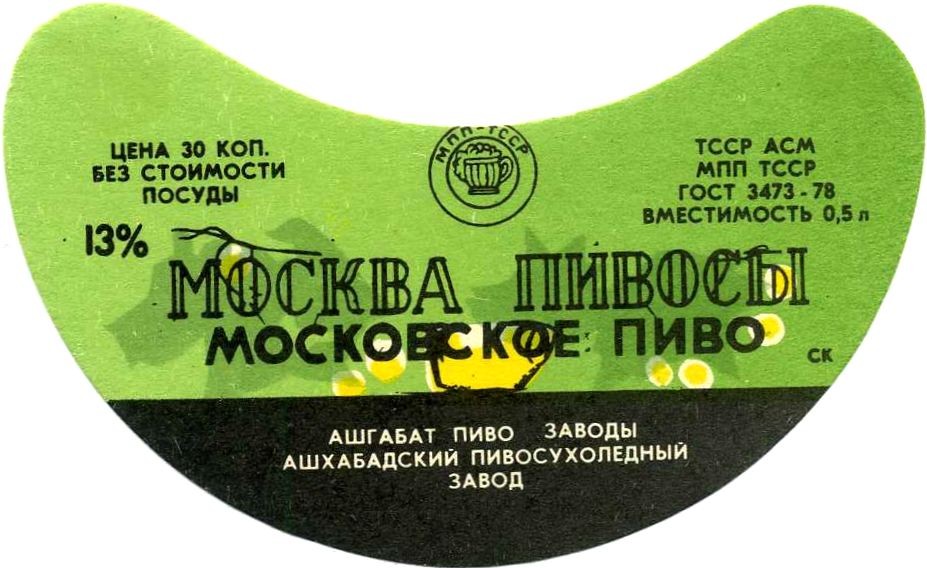 МПП-ТССР
ЦЕНА 30 КОП.
БЕЗ СТОИМОСТИ
ПОСУДЫ
13%
ТССР АСМ
МПП ТССР
ГОСТ 3473-78
ВМЕСТИМОСТЬ 0,5 л
МОСКВА ПИВОСЫ
МОСКОВСКОЕ ПИВО
СК
АШГАБАТ ПИВО ЗАВОДЫ
АШХАБАДСКИЙ ПИВОСУХОЛЕДНЫЙ
ЗАВОД